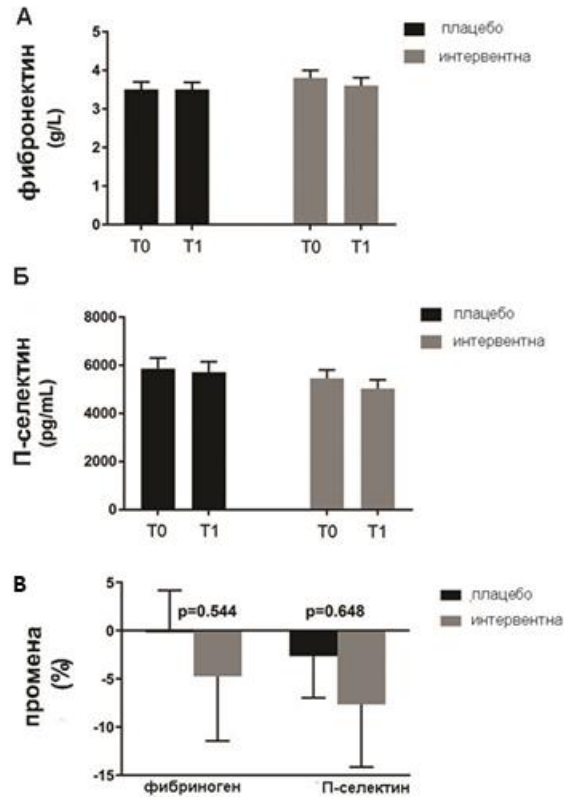 А
5
4
3
2
1
0
фибронектин
(g/L)
T0
T1
T0
T1
плацебо
интервентна
Б
8000
6000
4000
2000
0
П-селектин
(pg/mL)
T0
T1
T0
T1
плацебо
интервентна
В
5
0
-5
-10
-15
промена
(%)
p=0.544
p=0.648
фибриноген
П-селектин
плацебо
интервентна